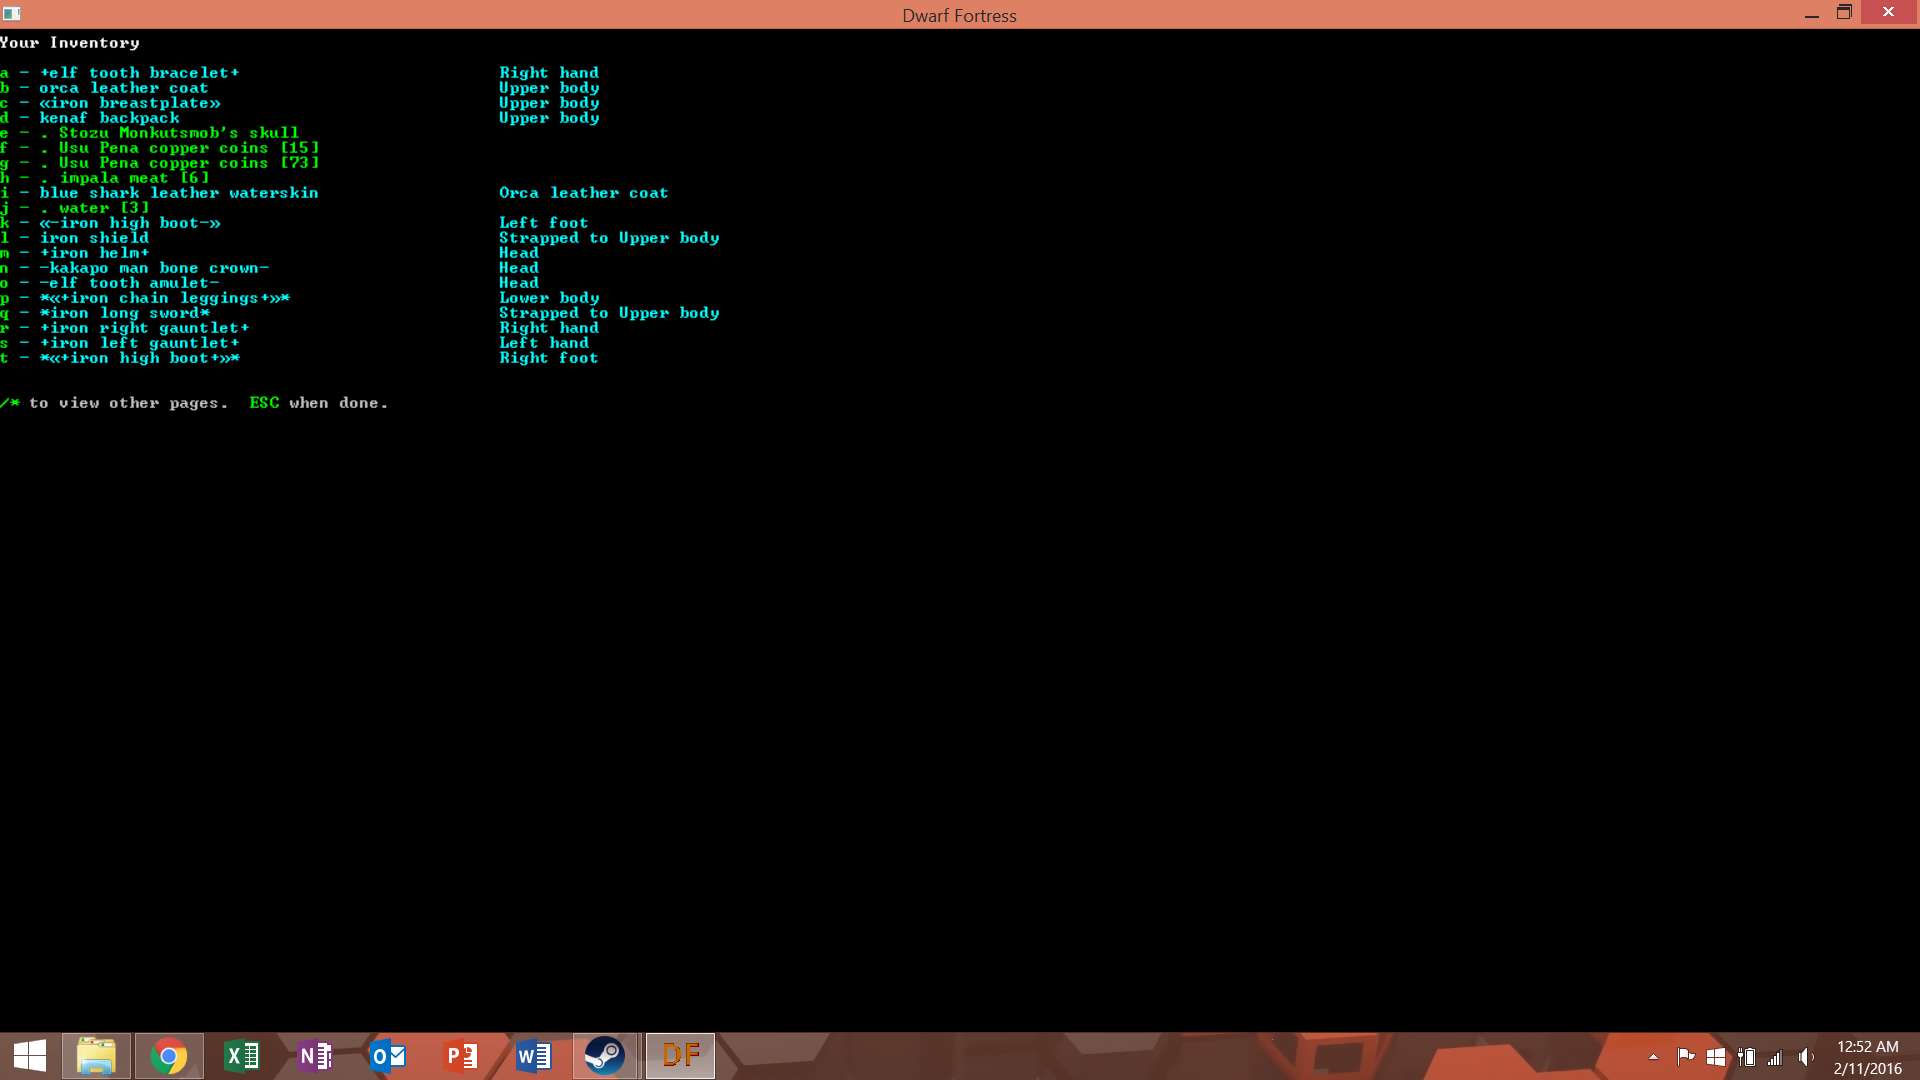 Dwarf Fortress
Your Inventory
a - +elf tooth bracelet+ Right hand
b - orca leather coat Upper body
c - «iron breastplate» Upper body
d - kenaf backpack Upper body
e - . Stozu Monkutsmob's skull
f - . Usu Pena copper coins [15]
g - . Usu Pena copper coins [73]
h - . impala meat [6]
i - blue shark leather waterskin Orca leather coat
j - . water [3]
k - «-iron high boot-» Left foot
l - iron shield Strapped to Upper body
m - +iron helm+ Head
n - -kakapo man bone crown- Head
o - -elf tooth amulet- Head
p - *«+iron chain leggings+»* Lower body
q - *iron long sword* Strapped to Upper body
r - +iron right gauntlet+ Right hand
s - +iron left gauntlet+ Left hand
t - *«+iron high boot+»* Right foot
/* to view other pages. ESC when done.
DF
12:52 AM
2/11/2016